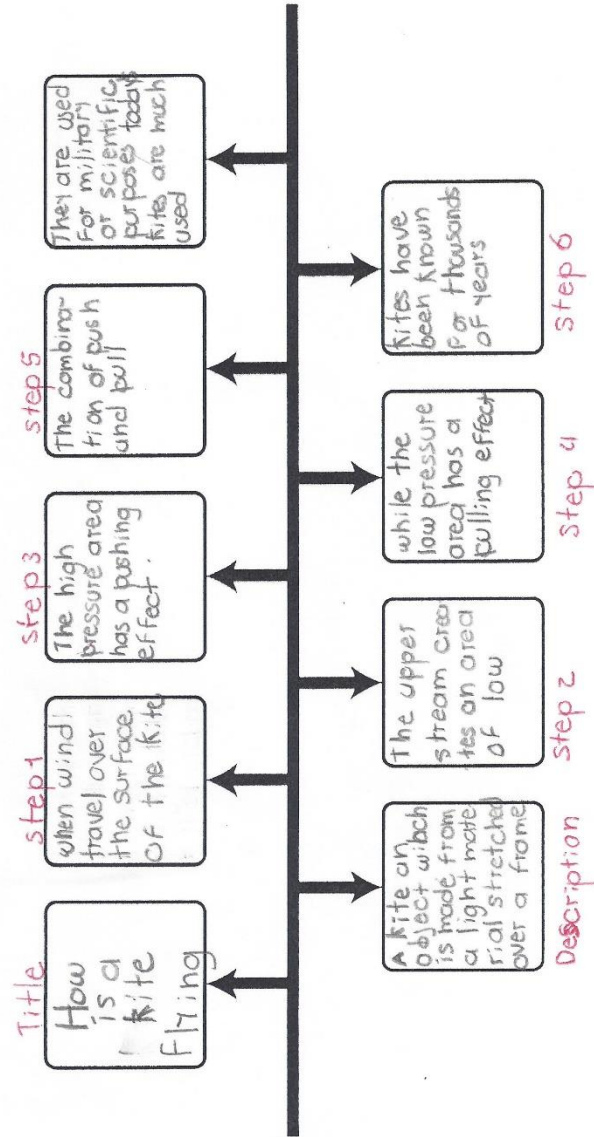 Title
How
is a
kite
flying
Description
A kite an
object wibch
is made from
a light mate
rial stretched
over a frame
step1
when wind
travel over
the surface
of the kite
Step 2
The upper
stream crea
tes an area
of low
step3
The high
pressure area
has a pushing
effect.
Step 4
while the
low pressure
area has a
pulling effect
step5
The combina-
tion of push
and pull
Step 6
kites have
been known
for thousands
of years
They are used
for military
or scientific
purposes today
kites are much
used